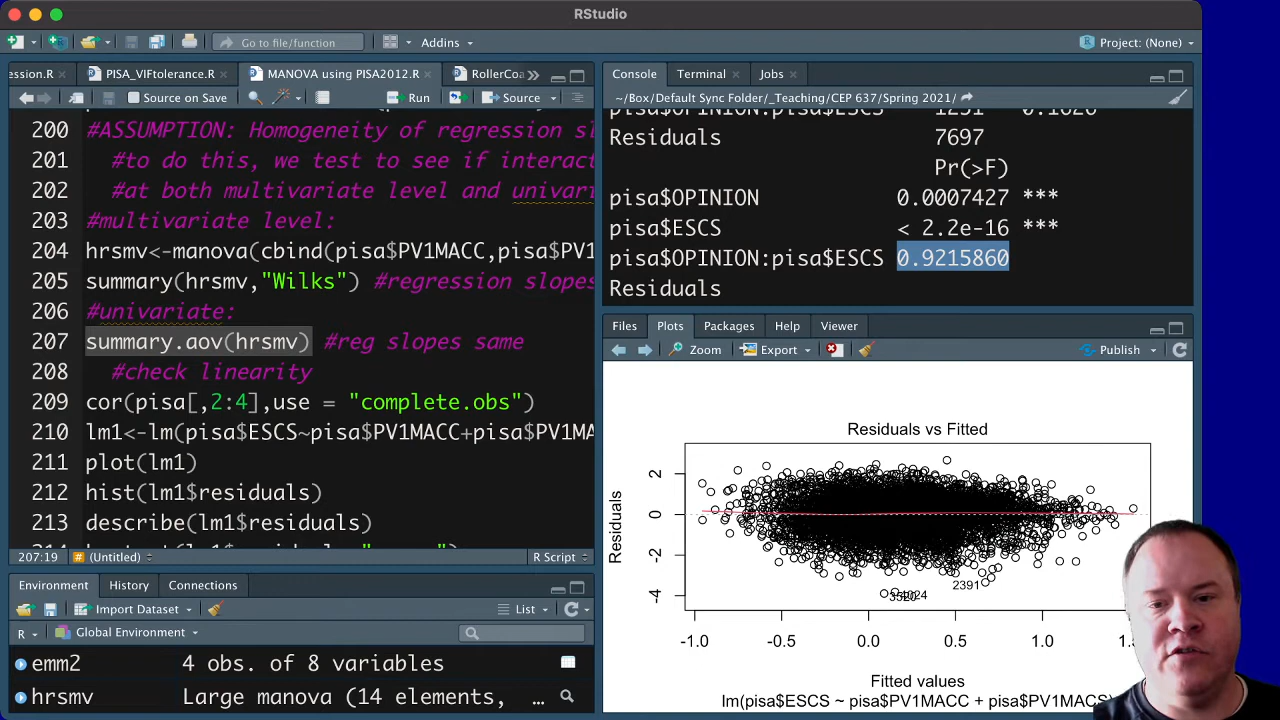 RStudio
Go to file/function
Addins
Project: (None)
ession.R
PISA_VIFtolerance.R
MANOVA using PISA2012.R
RollerCoa
Source on Save
Run
Source
200 #ASSUMPTION: Homogeneity of regression sl
201 #to do this, we test to see if interact
202 #at both multivariate level and univari
203 #multivariate level:
204 hrsmv<-manova(cbind(pisa$PV1MACC,pisa$PV1
205 summary(hrsmv,"Wilks") #regression slopes
206 #univariate:
207 summary.aov(hrsmv) #reg slopes same
208 #check linearity
209 cor(pisa[,2:4],use = "complete.obs")
210 lm1<-lm(pisa$ESCS~pisa$PV1MACC+pisa$PV1MA
211 plot(lm1)
212 hist(lm1$residuals)
213 describe(lm1$residuals)
207:19
(Untitled)
R Script
Environment
History
Connections
Import Dataset
List
R
Global Environment
emm2 4 obs. of 8 variables
hrsmv Large manova (14 elements, …
Console
Terminal
Jobs
~/Box/Default Sync Folder/_Teaching/CEP 637/Spring 2021/
Residuals 7697
Pr(>F)
pisa$OPINION 0.0007427 ***
pisa$ESCS < 2.2e-16 ***
pisa$OPINION:pisa$ESCS 0.9215860
Residuals
Files
Plots
Packages
Help
Viewer
Zoom
Export
Publish
Residuals vs Fitted
Residuals
2
0
-2
-4
2391
-1.0 -0.5 0.0 0.5 1.0
Fitted values
lm(pisa$ESCS ~ pisa$PV1MACC + pisa$PV1MACS)